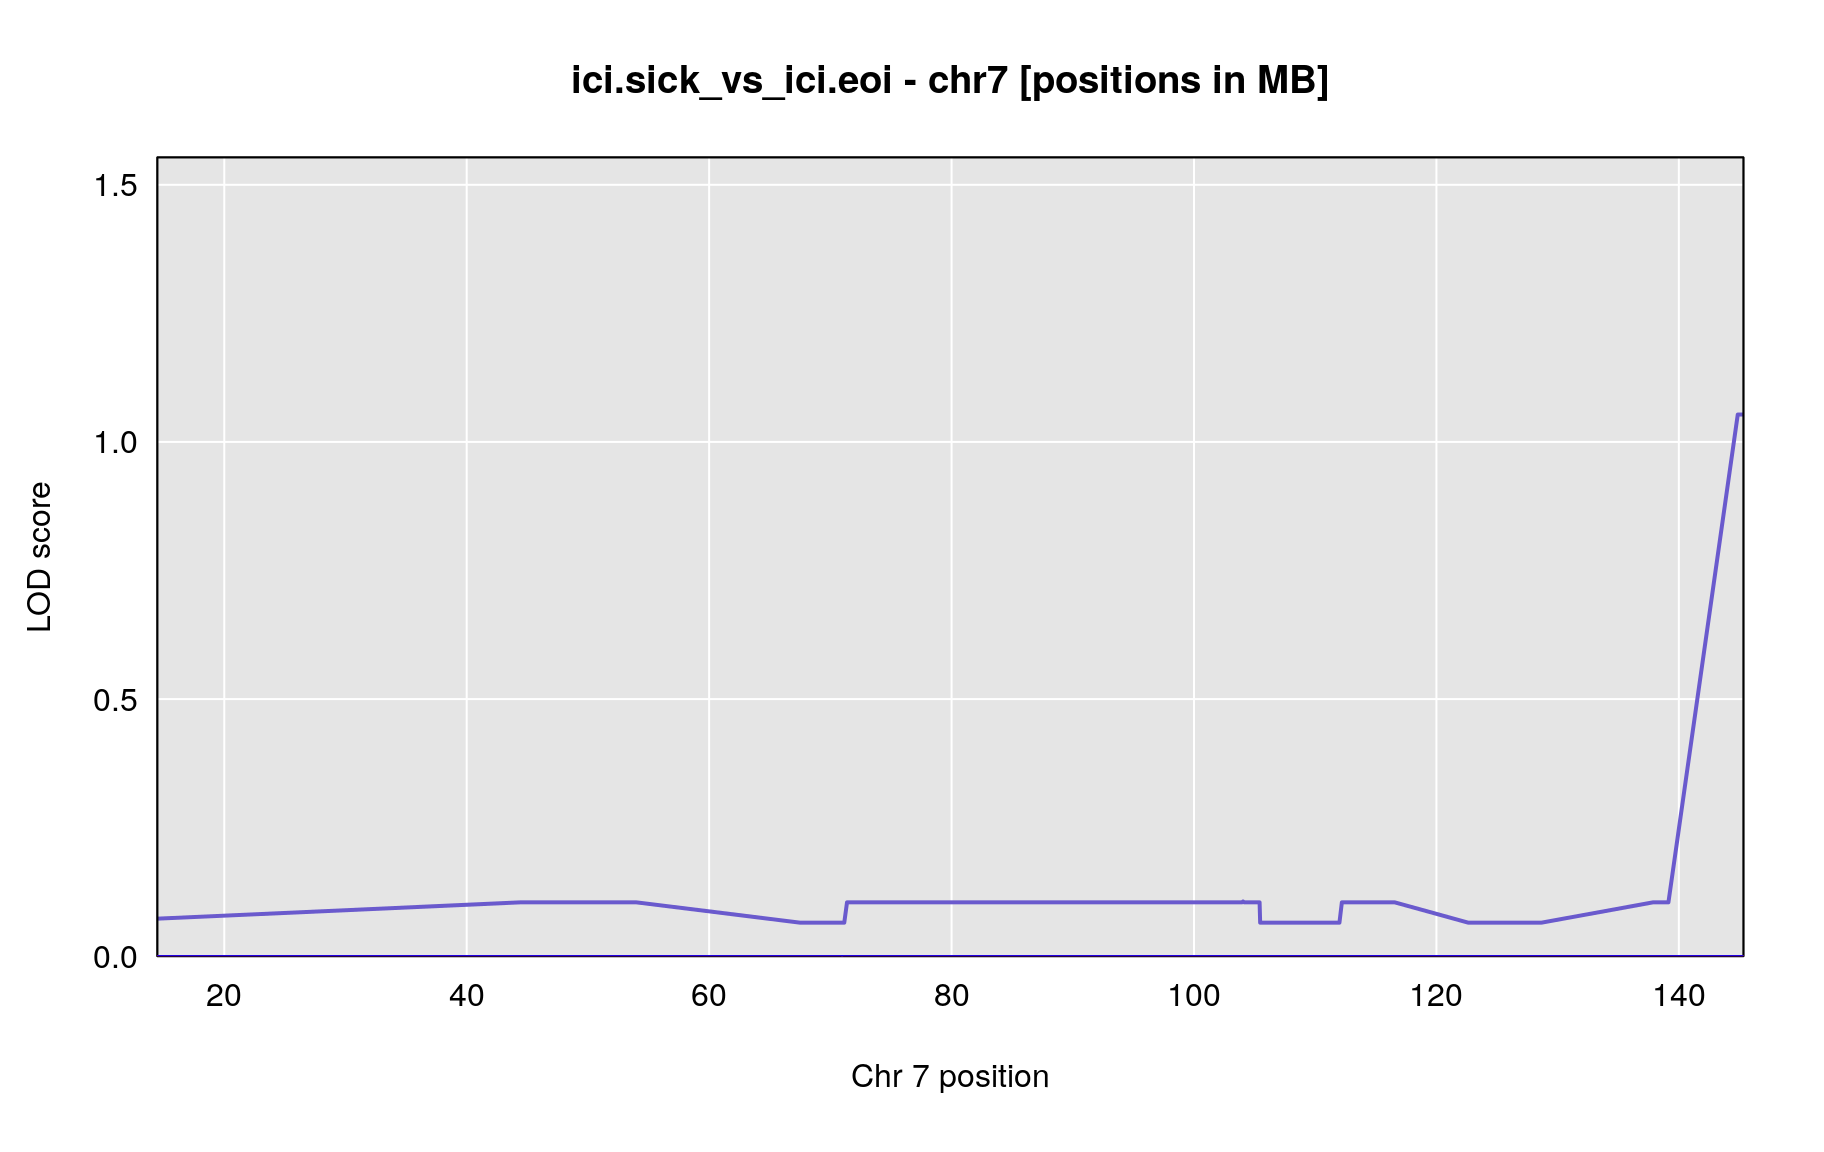 ici.sick_vs_ici.eoi - chr7 [positions in MB]
1.5
1.0
0.5
0.0
LOD score
20 40 60 80 100 120 140
Chr 7 position